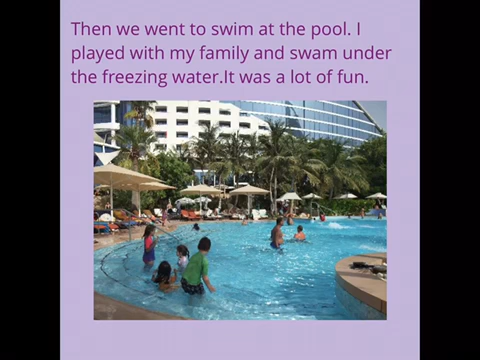 Then we went to swim at the pool. I
played with my family and swam under
the freezing water.It was a lot of fun.